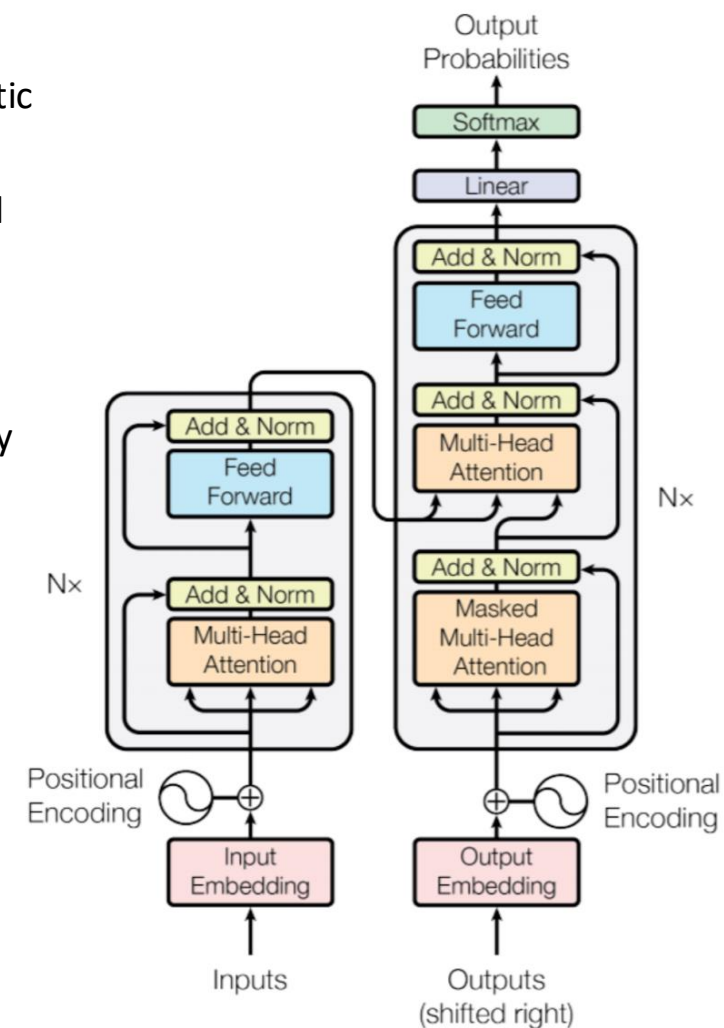 tic
l
y
Output
Probabilities
Softmax
Linear
Add & Norm
Feed
Forward
Add & Norm
Multi-Head
Attention
Nx
Add & Norm
Masked
Multi-Head
Attention
Add & Norm
Feed
Forward
Nx
Add & Norm
Multi-Head
Attention
Positional
Encoding
Positional
Encoding
Input
Embedding
Output
Embedding
Inputs
Outputs
(shifted right)